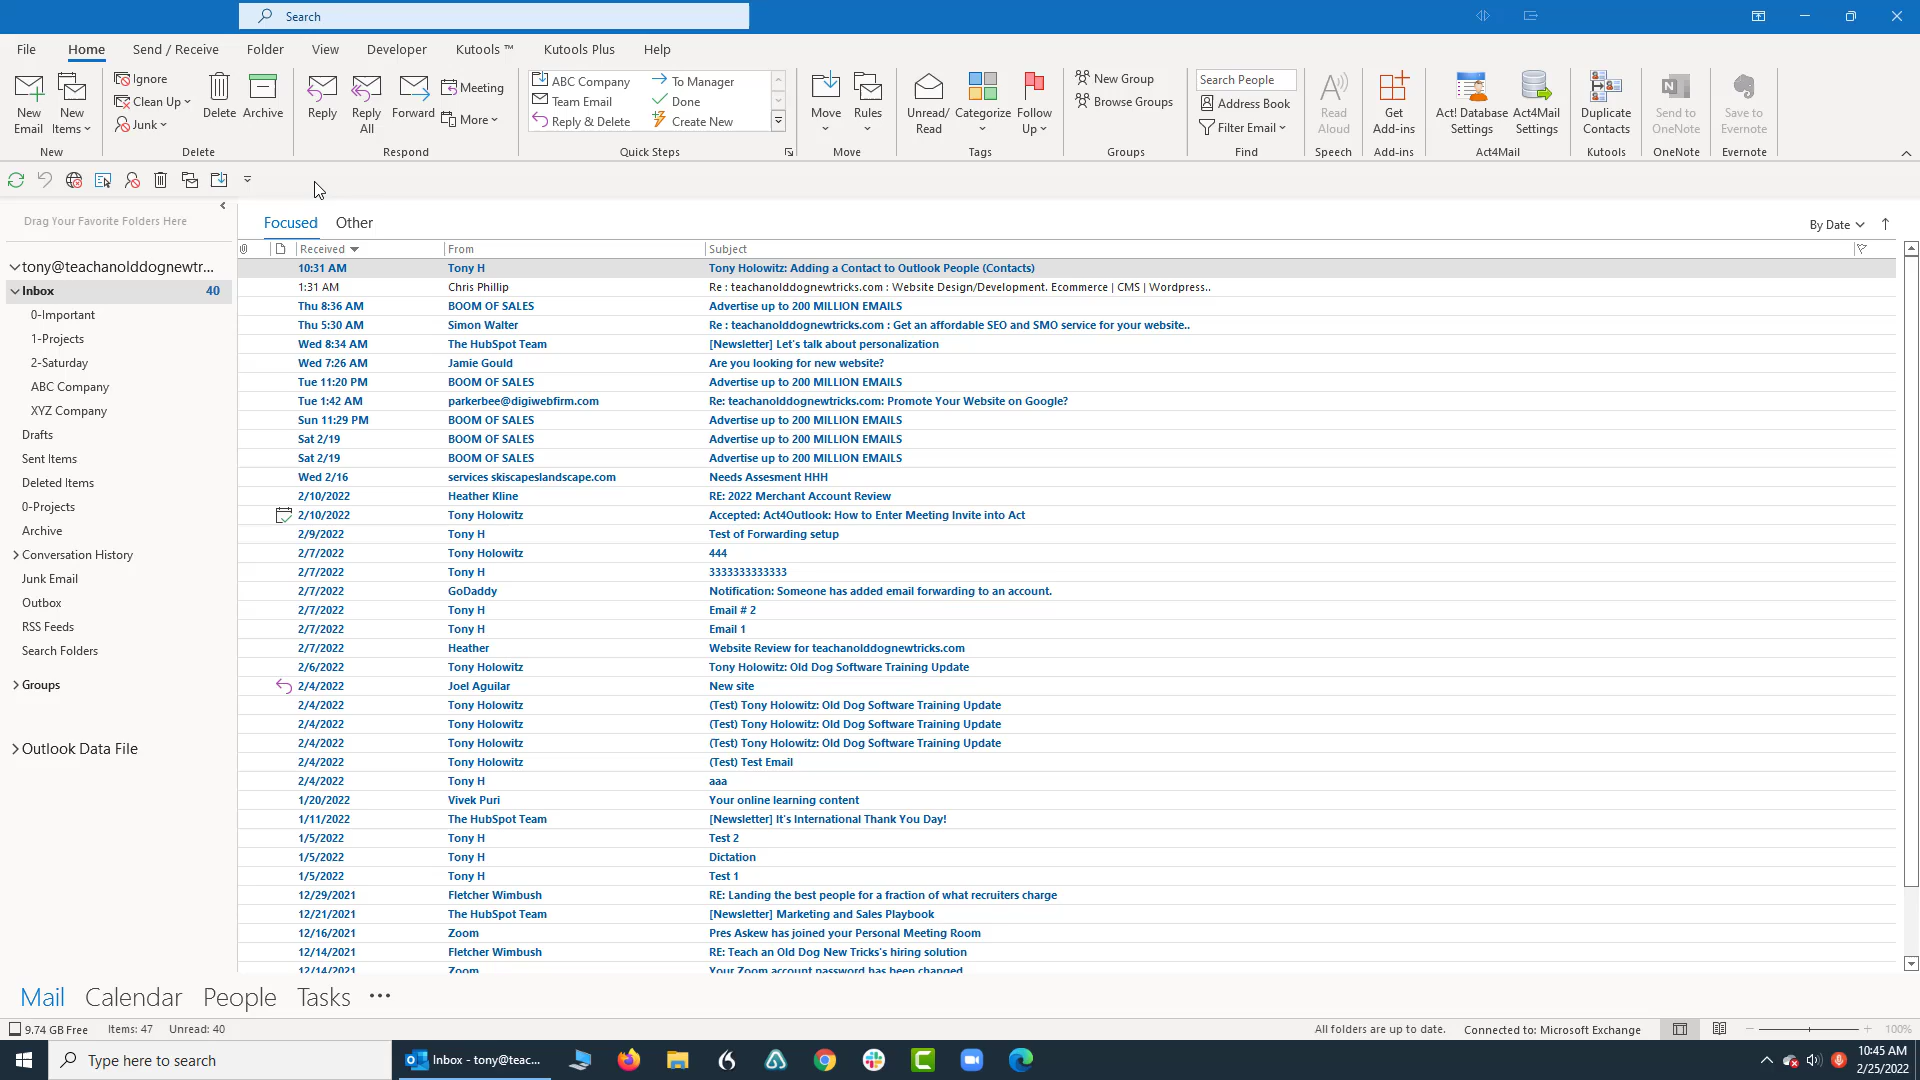 Search
File Home Send / Receive Folder View Developer Kutools ™ Kutools Plus Help
New Email
New Items
New
Ignore
Clean Up
Junk
Delete
Archive
Delete
Reply
Reply All
Forward
Meeting
More
Respond
ABC Company
Team Email
Reply & Delete
To Manager
Done
Create New
Quick Steps
Move
Rules
Move
Unread/ Read
Categorize
Follow Up
Tags
New Group
Browse Groups
Groups
Search People
Address Book
Filter Email
Find
Read Aloud
Speech
Get Add-ins
Add-ins
Act! Database Settings
Act4Mail Settings
Act4Mail
Duplicate Contacts
Kutools
Send to OneNote
OneNote
Save to Evernote
Evernote
Drag Your Favorite Folders Here
tony@teachanolddognewtr...
Inbox 40
0-Important
1-Projects
2-Saturday
ABC Company
XYZ Company
Drafts
Sent Items
Deleted Items
0-Projects
Archive
Conversation History
Junk Email
Outbox
RSS Feeds
Search Folders
Groups
Outlook Data File
Focused Other By Date
Received From Subject
10:31 AM Tony H Tony Holowitz: Adding a Contact to Outlook People (Contacts)
1:31 AM Chris Phillip Re : teachanolddognewtricks.com : Website Design/Development. Ecommerce | CMS | Wordpress..
Thu 8:36 AM BOOM OF SALES Advertise up to 200 MILLION EMAILS
Thu 5:30 AM Simon Walter Re : teachanolddognewtricks.com : Get an affordable SEO and SMO service for your website..
Wed 8:34 AM The HubSpot Team [Newsletter] Let's talk about personalization
Wed 7:26 AM Jamie Gould Are you looking for new website?
Tue 11:20 PM BOOM OF SALES Advertise up to 200 MILLION EMAILS
Tue 1:42 AM parkerbee@digiwebfirm.com Re: teachanolddognewtricks.com: Promote Your Website on Google?
Sun 11:29 PM BOOM OF SALES Advertise up to 200 MILLION EMAILS
Sat 2/19 BOOM OF SALES Advertise up to 200 MILLION EMAILS
Sat 2/19 BOOM OF SALES Advertise up to 200 MILLION EMAILS
Wed 2/16 services skiscapeslandscape.com Needs Assesment HHH
2/10/2022 Heather Kline RE: 2022 Merchant Account Review
2/10/2022 Tony Holowitz Accepted: Act4Outlook: How to Enter Meeting Invite into Act
2/9/2022 Tony H Test of Forwarding setup
2/7/2022 Tony Holowitz 444
2/7/2022 Tony H 3333333333333
2/7/2022 GoDaddy Notification: Someone has added email forwarding to an account.
2/7/2022 Tony H Email # 2
2/7/2022 Tony H Email 1
2/7/2022 Heather Website Review for teachanolddognewtricks.com
2/6/2022 Tony Holowitz Tony Holowitz: Old Dog Software Training Update
2/4/2022 Joel Aguilar New site
2/4/2022 Tony Holowitz (Test) Tony Holowitz: Old Dog Software Training Update
2/4/2022 Tony Holowitz (Test) Tony Holowitz: Old Dog Software Training Update
2/4/2022 Tony Holowitz (Test) Tony Holowitz: Old Dog Software Training Update
2/4/2022 Tony Holowitz (Test) Test Email
2/4/2022 Tony H aaa
1/20/2022 Vivek Puri Your online learning content
1/11/2022 The HubSpot Team [Newsletter] It's International Thank You Day!
1/5/2022 Tony H Test 2
1/5/2022 Tony H Dictation
1/5/2022 Tony H Test 1
12/29/2021 Fletcher Wimbush RE: Landing the best people for a fraction of what recruiters charge
12/21/2021 The HubSpot Team [Newsletter] Marketing and Sales Playbook
12/16/2021 Zoom Pres Askew has joined your Personal Meeting Room
12/14/2021 Fletcher Wimbush RE: Teach an Old Dog New Tricks's hiring solution
12/14/2021 Zoom Your Zoom account password has been changed
Mail Calendar People Tasks ...
9.74 GB Free Items: 47 Unread: 40 All folders are up to date. Connected to: Microsoft Exchange 100%
Type here to search Inbox - tony@teac... 10:45 AM
2/25/2022